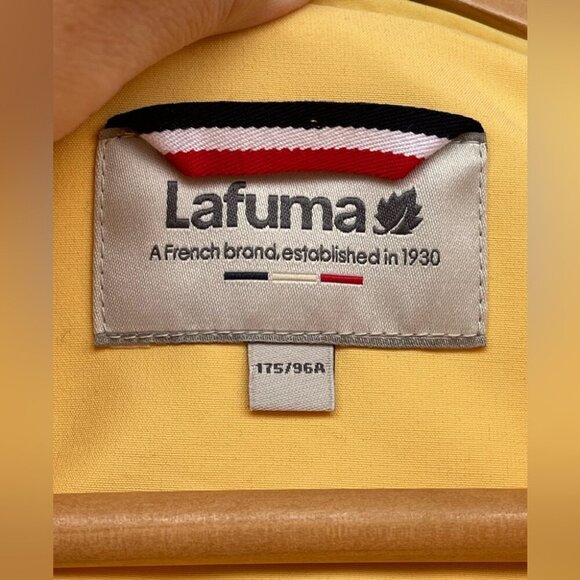 Lafuma
A French brand, established in 1930
175/96A